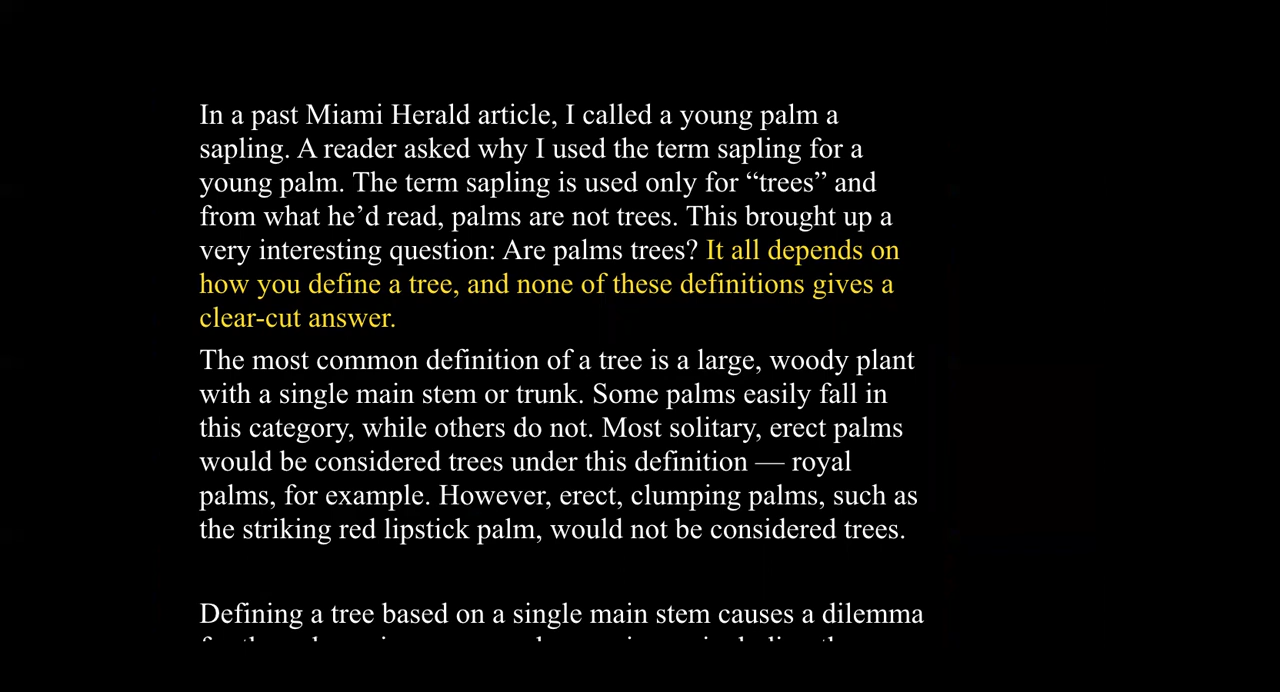 In a past Miami Herald article, I called a young palm a
sapling. A reader asked why I used the term sapling for a
young palm. The term sapling is used only for “trees” and
from what he’d read, palms are not trees. This brought up a
very interesting question: Are palms trees? It all depends on
how you define a tree, and none of these definitions gives a
clear-cut answer.
The most common definition of a tree is a large, woody plant
with a single main stem or trunk. Some palms easily fall in
this category, while others do not. Most solitary, erect palms
would be considered trees under this definition — royal
palms, for example. However, erect, clumping palms, such as
the striking red lipstick palm, would not be considered trees.
Defining a tree based on a single main stem causes a dilemma